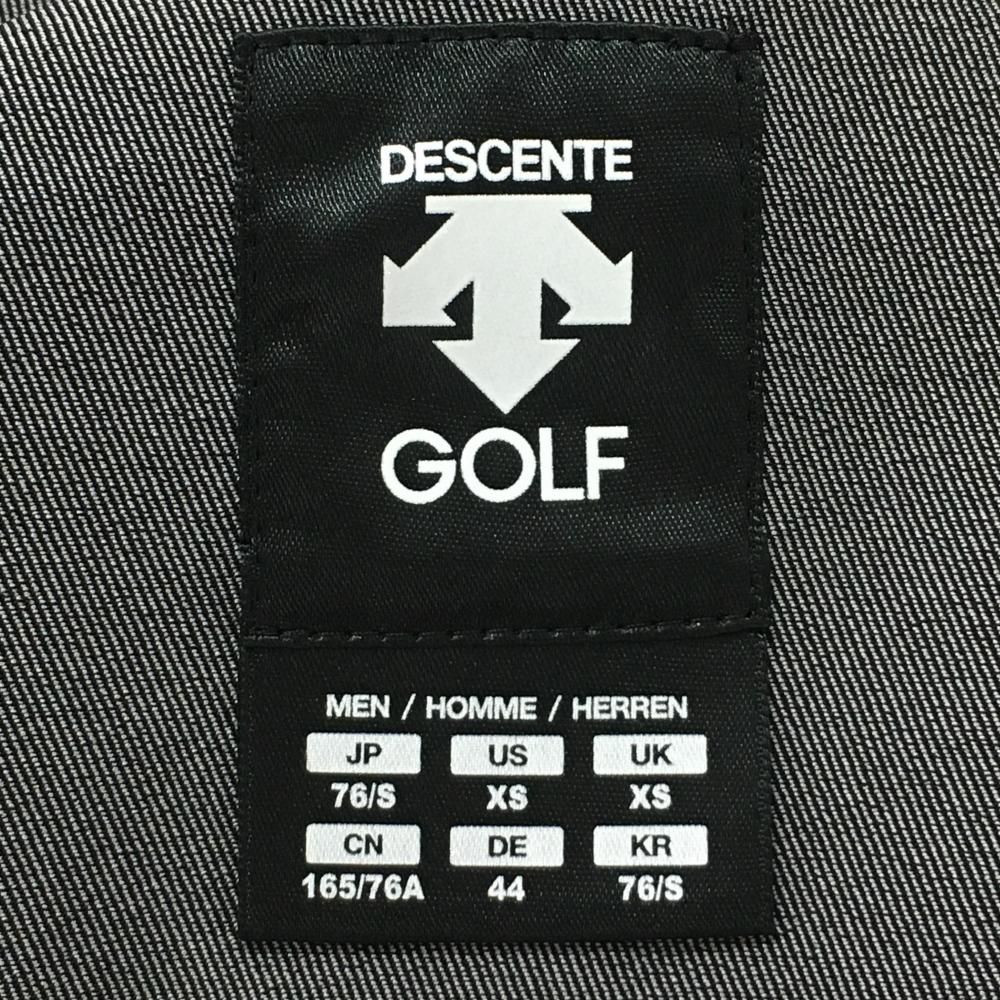 DESCENTE
GOLF
MEN / HOMME / HERREN
JP US UK
76/S XS XS
CN DE KR
165/76A 44 76/S